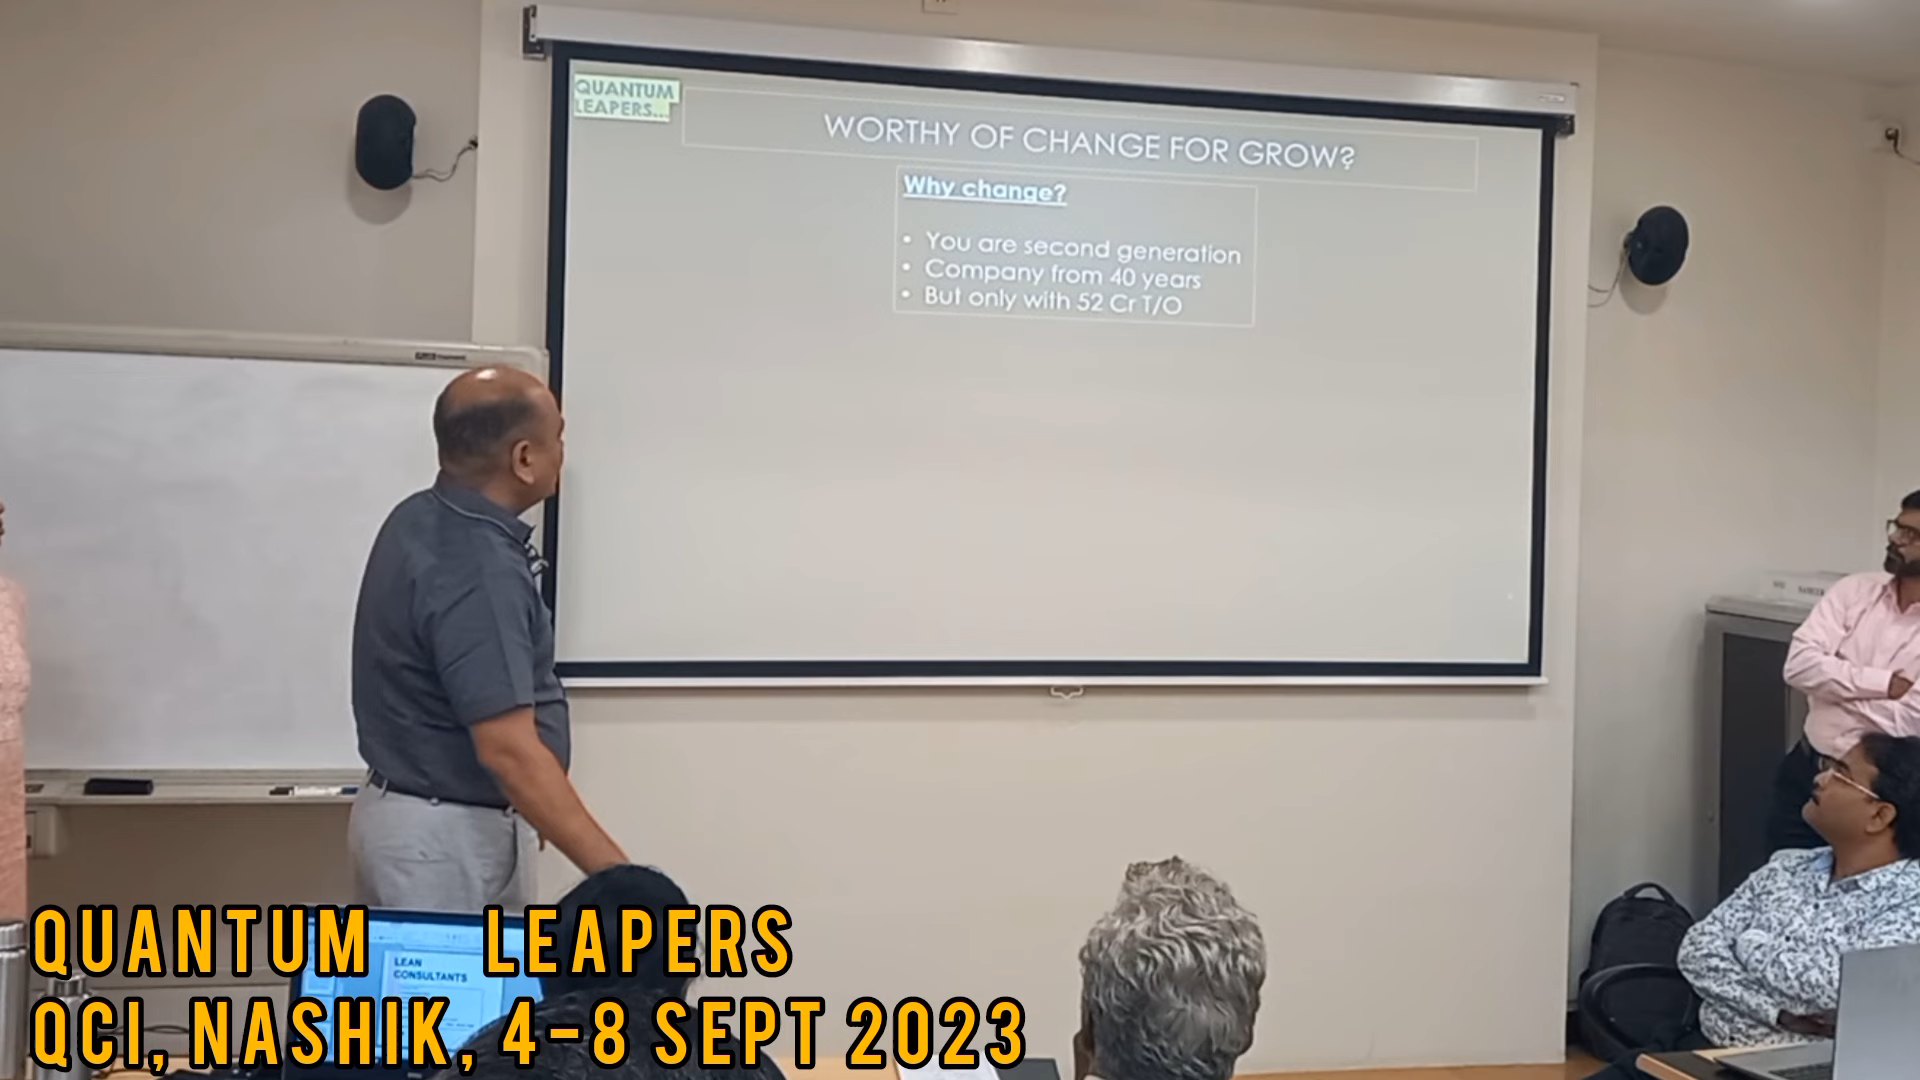 QUANTUM
LEAPERS...
WORTHY OF CHANGE FOR GROW?
Why change?
• You are second generation
• Company from 40 years
• But only with 52 Cr T/O
LEAN
CONSULTANTS
QUANTUM LEAPERS
QCI, NASHIK, 4-8 SEPT 2023